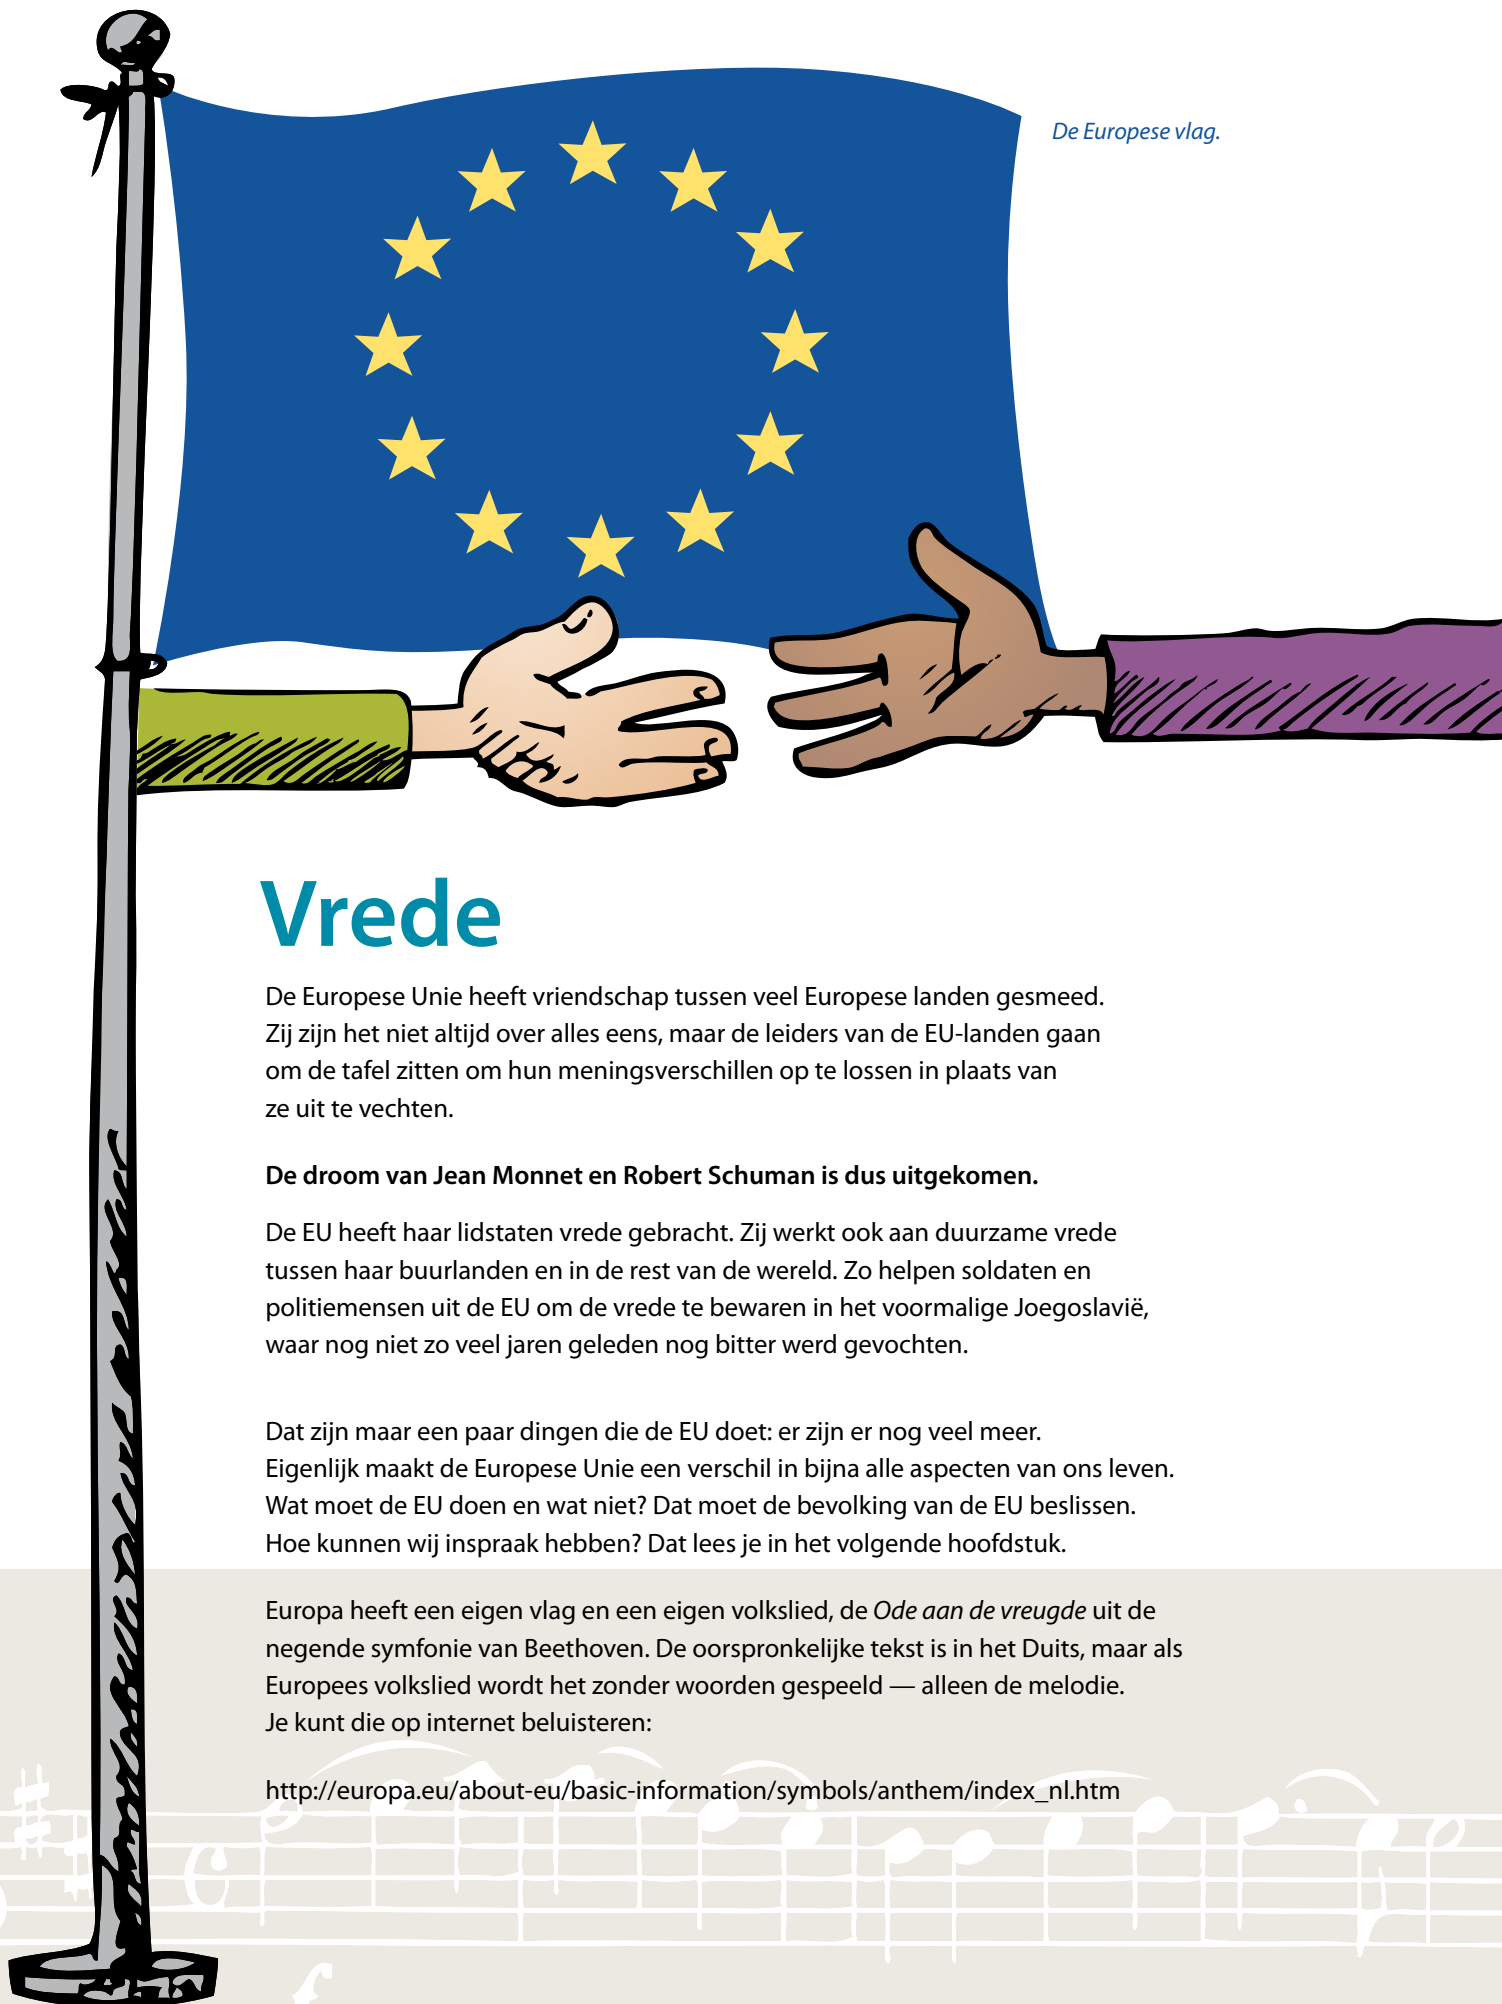 De Europese vlag.
Vrede
De Europese Unie heeft vriendschap tussen veel Europese landen gesmeed.
Zij zijn het niet altijd over alles eens, maar de leiders van de EU-landen gaan
om de tafel zitten om hun meningsverschillen op te lossen in plaats van
ze uit te vechten.
De droom van Jean Monnet en Robert Schuman is dus uitgekomen.
De EU heeft haar lidstaten vrede gebracht. Zij werkt ook aan duurzame vrede
tussen haar buurlanden en in de rest van de wereld. Zo helpen soldaten en
politiemensen uit de EU om de vrede te bewaren in het voormalige Joegoslavië,
waar nog niet zo veel jaren geleden nog bitter werd gevochten.
Dat zijn maar een paar dingen die de EU doet: er zijn er nog veel meer.
Eigenlijk maakt de Europese Unie een verschil in bijna alle aspecten van ons leven.
Wat moet de EU doen en wat niet? Dat moet de bevolking van de EU beslissen.
Hoe kunnen wij inspraak hebben? Dat lees je in het volgende hoofdstuk.
Europa heeft een eigen vlag en een eigen volkslied, de Ode aan de vreugde uit de
negende symfonie van Beethoven. De oorspronkelijke tekst is in het Duits, maar als
Europees volkslied wordt het zonder woorden gespeeld — alleen de melodie.
Je kunt die op internet beluisteren:
http://europa.eu/about-eu/basic-information/symbols/anthem/index_nl.htm